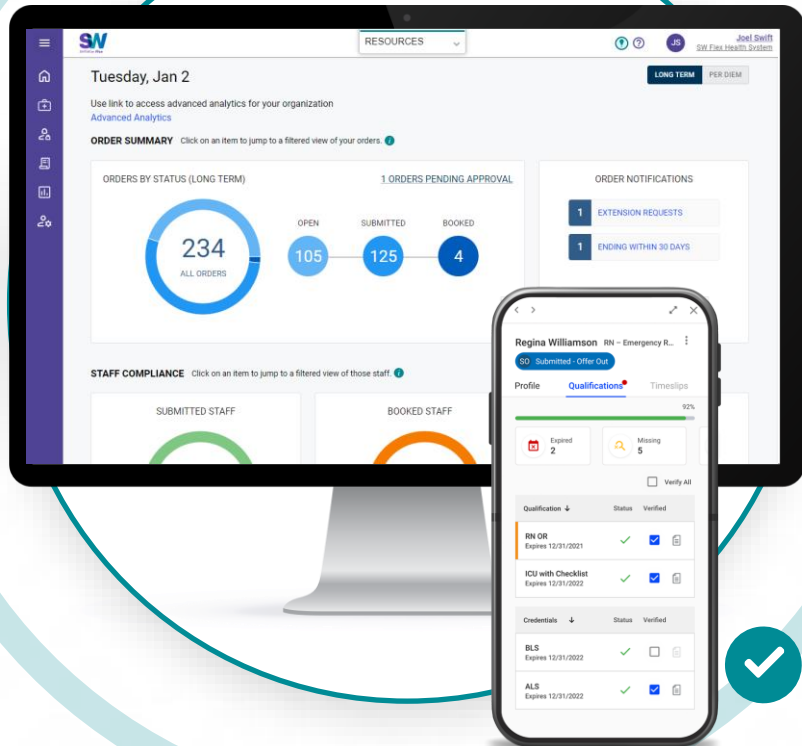 SW
RESOURCES
JS
Joel Swift
SW Flex Health System
Tuesday, Jan 2
LONG TERM
PER DIEM
Use link to access advanced analytics for your organization
Advanced Analytics
ORDER SUMMARY Click on an item to jump to a filtered view of your orders.
ORDERS BY STATUS (LONG TERM)
1 ORDERS PENDING APPROVAL
234
ALL ORDERS
OPEN
SUBMITTED
BOOKED
105
125
4
ORDER NOTIFICATIONS
1 EXTENSION REQUESTS
1 ENDING WITHIN 30 DAYS
STAFF COMPLIANCE Click on an item to jump to a filtered view of those staff.
SUBMITTED STAFF
BOOKED STAFF
Regina Williamson RN – Emergency R...
SO Submitted - Offer Out
Profile
Qualifications
Timeslips
92%
Expired
2
Missing
5
Verify All
Qualification
Status
Verified
RN OR
Expires 12/31/2021
ICU with Checklist
Expires 12/31/2022
Credentials
Status
Verified
BLS
Expires 12/31/2022
ALS
Expires 12/31/2022